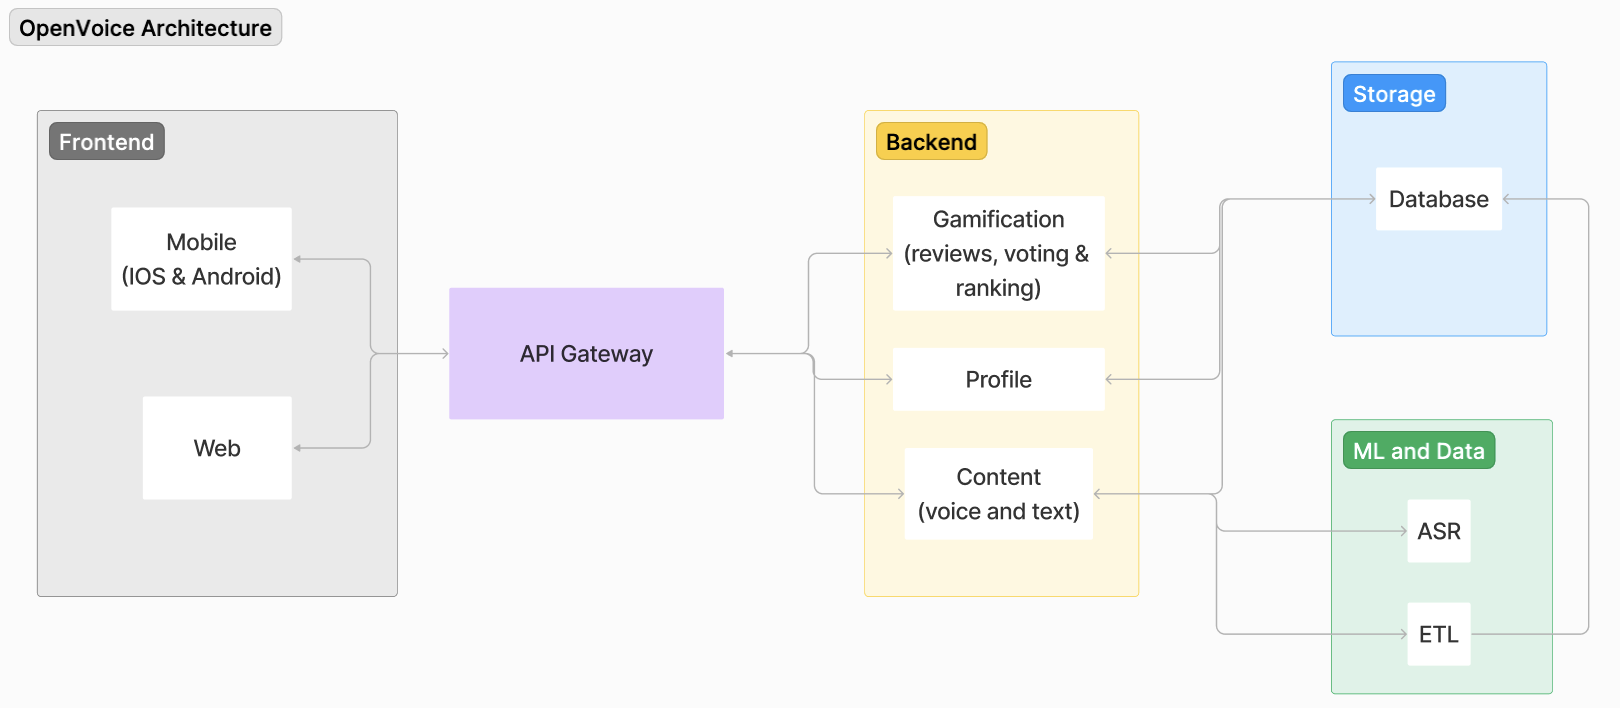 OpenVoice Architecture
Frontend
Mobile
(IOS & Android)
Web
API Gateway
Backend
Gamification
(reviews, voting &
ranking)
Profile
Content
(voice and text)
Storage
Database
ML and Data
ASR
ETL